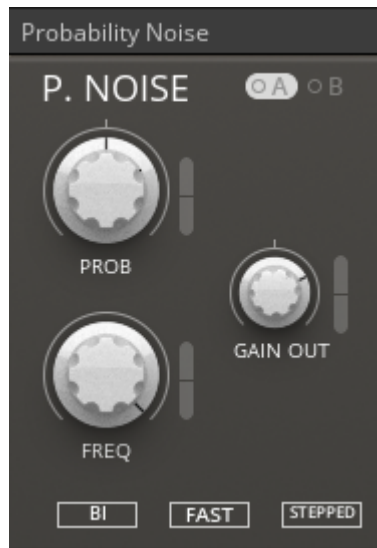 Probability Noise
P. NOISE
A B
PROB
GAIN OUT
FREQ
BI FAST STEPPED